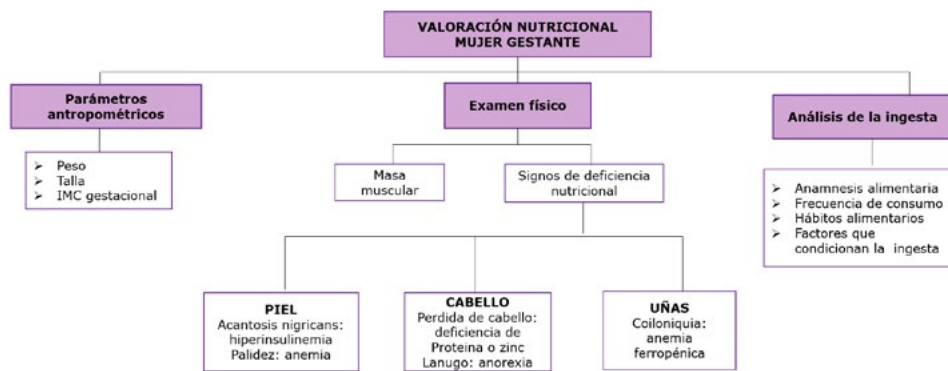 VALORACIÓN NUTRICIONAL
MUJER GESTANTE
Parámetros
antropométricos
Peso
Talla
IMC gestacional
Examen físico
Masa
muscular
Signos de deficiencia
nutricional
PIEL
Acantosis nigricans:
hiperinsulinemia
Palidez: anemia
CABELLO
Perdida de cabello:
deficiencia de
Proteina o zinc
Lanugo: anorexia
UÑAS
Coiloniquia:
anemia
ferropénica
Análisis de la ingesta
Anamnesis alimentaria
Frecuencia de consumo
Hábitos alimentarios
Factores que
condicionan la ingesta